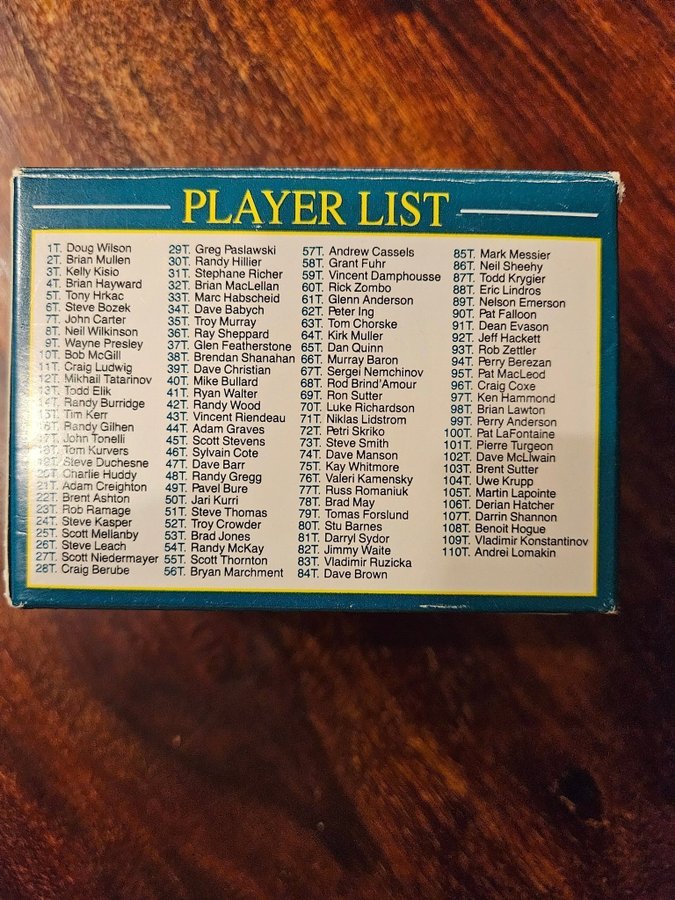 PLAYER LIST
1T. Doug Wilson
2T. Brian Mullen
3T. Kelly Kisio
4T. Brian Hayward
5T. Tony Hrkac
6T. Steve Bozek
7T. John Carter
8T. Neil Wilkinson
9T. Wayne Presley
10T. Bob McGill
11T. Craig Ludwig
12T. Mikhail Tatarinov
13T. Todd Elik
14T. Randy Burridge
15T. Tim Kerr
16T. Randy Gilhen
17T. John Tonelli
18T. Tom Kurvers
19T. Steve Duchesne
20T. Charlie Huddy
21T. Adam Creighton
22T. Brent Ashton
23T. Rob Ramage
24T. Steve Kasper
25T. Scott Mellanby
26T. Steve Leach
27T. Scott Niedermayer
28T. Craig Berube
29T. Greg Paslawski
30T. Randy Hillier
31T. Stephane Richer
32T. Brian MacLellan
33T. Marc Habscheid
34T. Dave Babych
35T. Troy Murray
36T. Ray Sheppard
37T. Glen Featherstone
38T. Brendan Shanahan
39T. Dave Christian
40T. Mike Bullard
41T. Ryan Walter
42T. Randy Wood
43T. Vincent Riendeau
44T. Adam Graves
45T. Scott Stevens
46T. Sylvain Cote
47T. Dave Barr
48T. Randy Gregg
49T. Pavel Bure
50T. Jari Kurri
51T. Steve Thomas
52T. Troy Crowder
53T. Brad Jones
54T. Randy McKay
55T. Scott Thornton
56T. Bryan Marchment
57T. Andrew Cassels
58T. Grant Fuhr
59T. Vincent Damphousse
60T. Rick Zombo
61T. Glenn Anderson
62T. Peter Ing
63T. Tom Chorske
64T. Kirk Muller
65T. Dan Quinn
66T. Murray Baron
67T. Sergei Nemchinov
68T. Rod Brind'Amour
69T. Ron Sutter
70T. Luke Richardson
71T. Niklas Lidstrom
72T. Petri Skriko
73T. Steve Smith
74T. Dave Manson
75T. Kay Whitmore
76T. Valeri Kamensky
77T. Russ Romaniuk
78T. Brad May
79T. Tomas Forslund
80T. Stu Barnes
81T. Darryl Sydor
82T. Jimmy Waite
83T. Vladimir Ruzicka
84T. Dave Brown
85T. Mark Messier
86T. Neil Sheehy
87T. Todd Krygier
88T. Eric Lindros
89T. Nelson Emerson
90T. Pat Falloon
91T. Dean Evason
92T. Jeff Hackett
93T. Rob Zettler
94T. Perry Berezan
95T. Pat MacLeod
96T. Craig Coxe
97T. Ken Hammond
98T. Brian Lawton
99T. Perry Anderson
100T. Pat LaFontaine
101T. Pierre Turgeon
102T. Dave McLlwain
103T. Brent Sutter
104T. Uwe Krupp
105T. Martin Lapointe
106T. Derian Hatcher
107T. Darrin Shannon
108T. Benoit Hogue
109T. Vladimir Konstantinov
110T. Andrei Lomakin